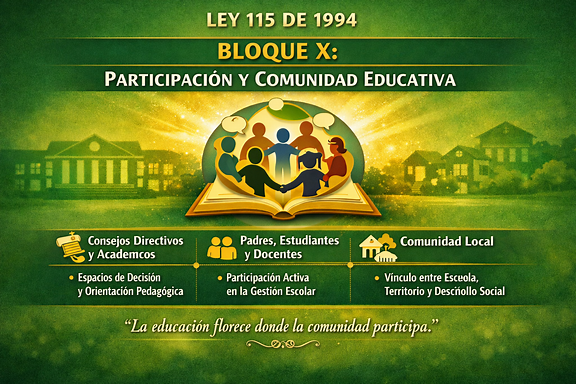 LEY 115 DE 1994
BLOQUE X:
PARTICIPACIÓN Y COMUNIDAD EDUCATIVA
Consejos Directivos
y Academcos
Padres, Estudiantes
y Docentes
Comunidad Local
• Espacios de Decisión
y Orientación Pedagógica
• Participación Activa
en la Gestión Escolar
• Vínculo entre Esceola,
Territorio y Descñollo Social
“La educación florece donde la comunidad participa.”